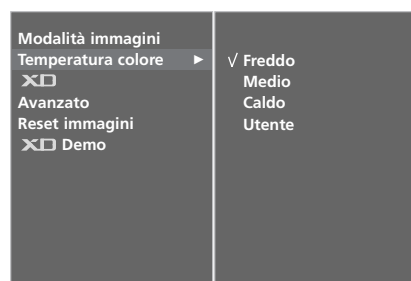 Modalità immagini
Temperatura colore ►
XD
Avanzato
Reset immagini
XD Demo
√ Freddo
Medio
Caldo
Utente